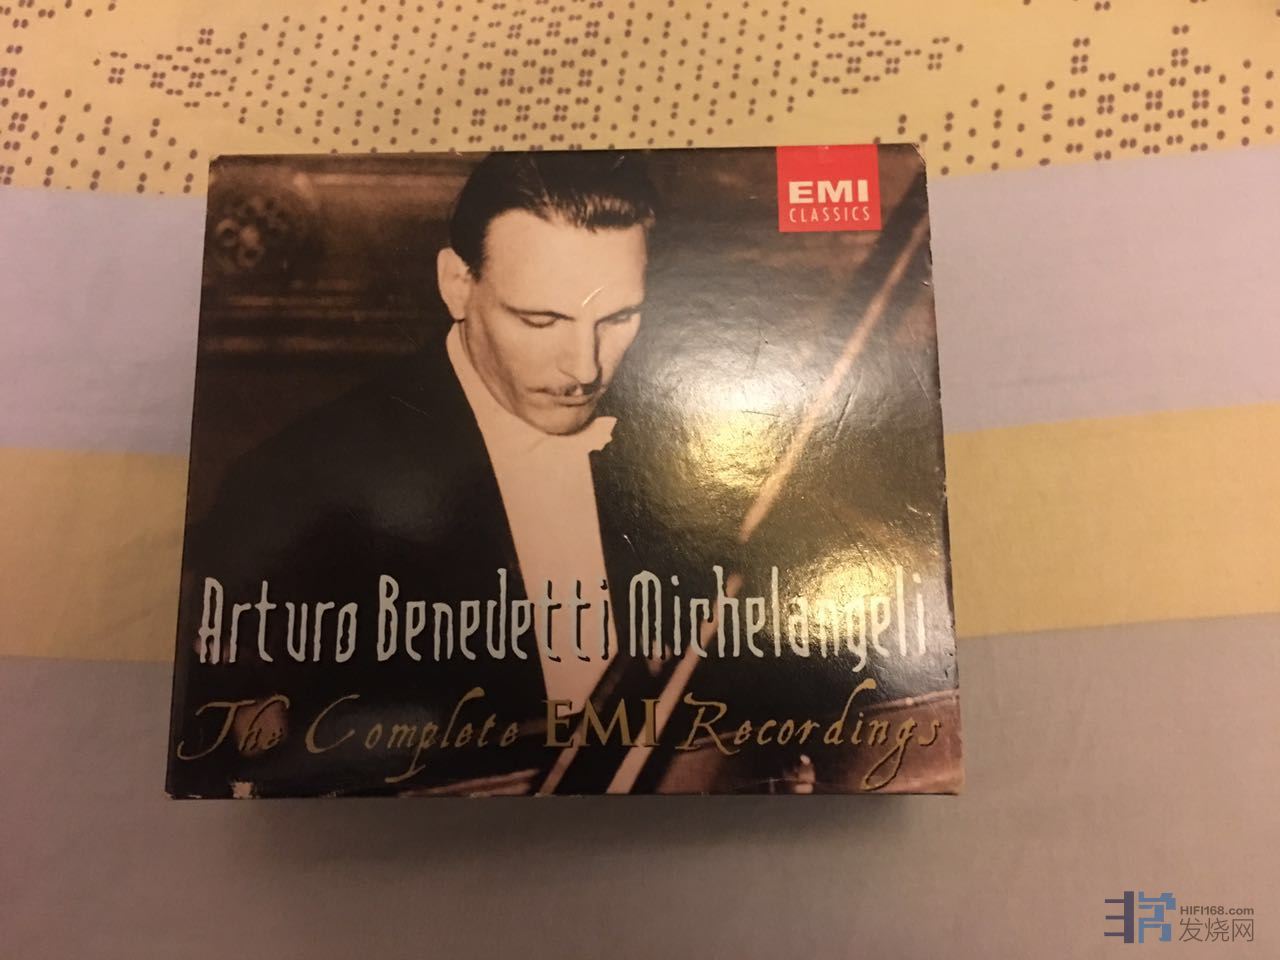 EMI
CLASSICS
Arturo Benedetti Michelangeli
The Complete EMI Recordings
HIFI168.com
发烧网